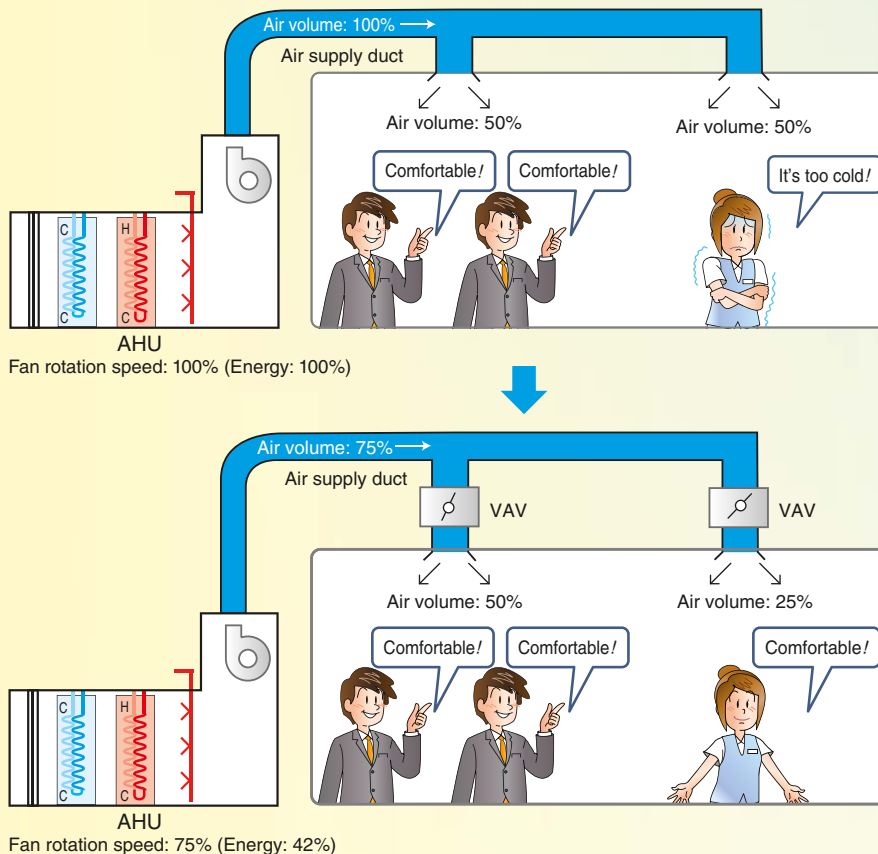 Air volume: 100%
Air supply duct
Air volume: 50%
Air volume: 50%
Comfortable!
Comfortable!
It's too cold!
C
H
C
C
AHU
Fan rotation speed: 100% (Energy: 100%)
Air volume: 75%
Air supply duct
VAV
VAV
Air volume: 50%
Air volume: 25%
Comfortable!
Comfortable!
Comfortable!
C
H
C
C
AHU
Fan rotation speed: 75% (Energy: 42%)